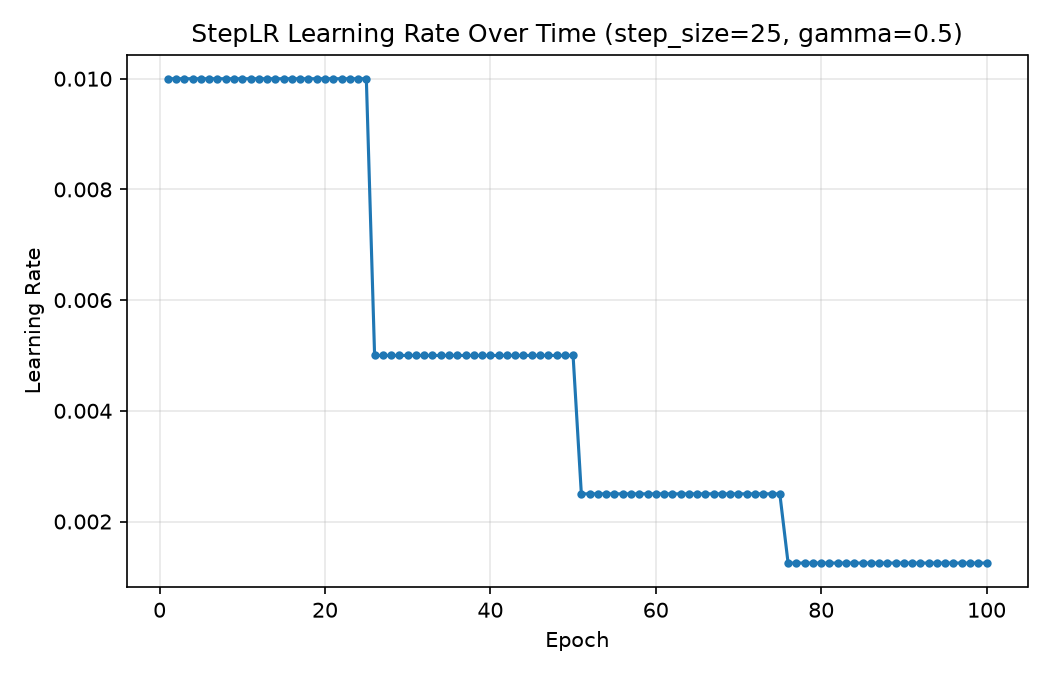 StepLR Learning Rate Over Time (step_size=25, gamma=0.5)
0.010
0.008
0.006
0.004
0.002
Learning Rate
0 20 40 60 80 100
Epoch